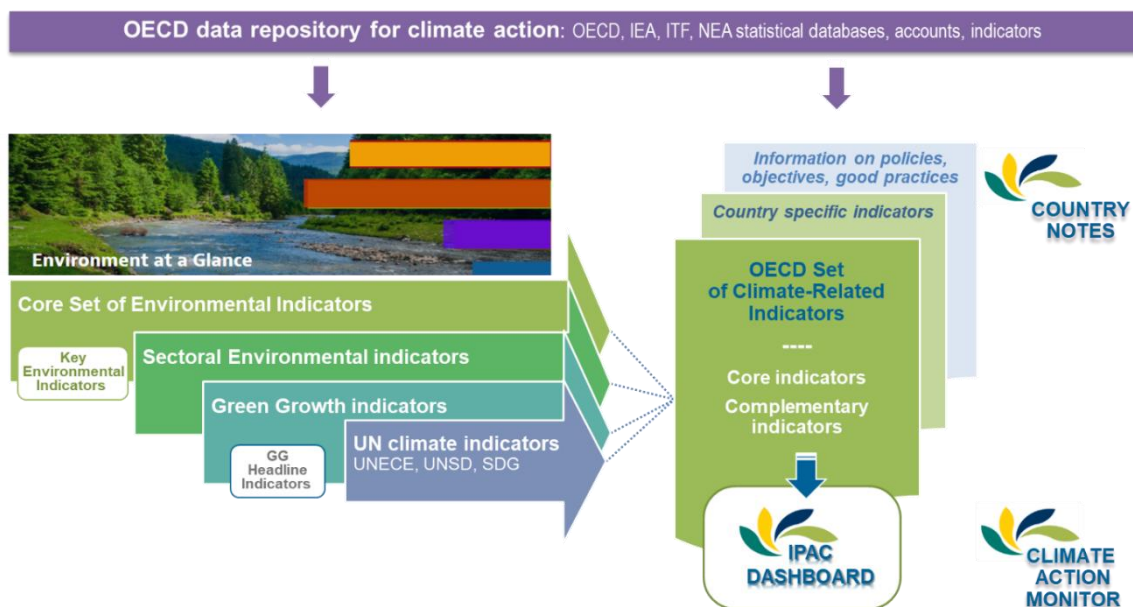 OECD data repository for climate action: OECD, IEA, ITF, NEA statistical databases, accounts, indicators
Environment at a Glance
Core Set of Environmental Indicators
Key
Environmental
Indicators
Sectoral Environmental indicators
Green Growth indicators
GG
Headline
Indicators
UN climate indicators
UNECE, UNSD, SDG
Information on policies,
objectives, good practices
Country specific indicators
OECD Set
of Climate-Related
Indicators
----
Core indicators
Complementary
indicators
IPAC
DASHBOARD
COUNTRY
NOTES
CLIMATE
ACTION
MONITOR